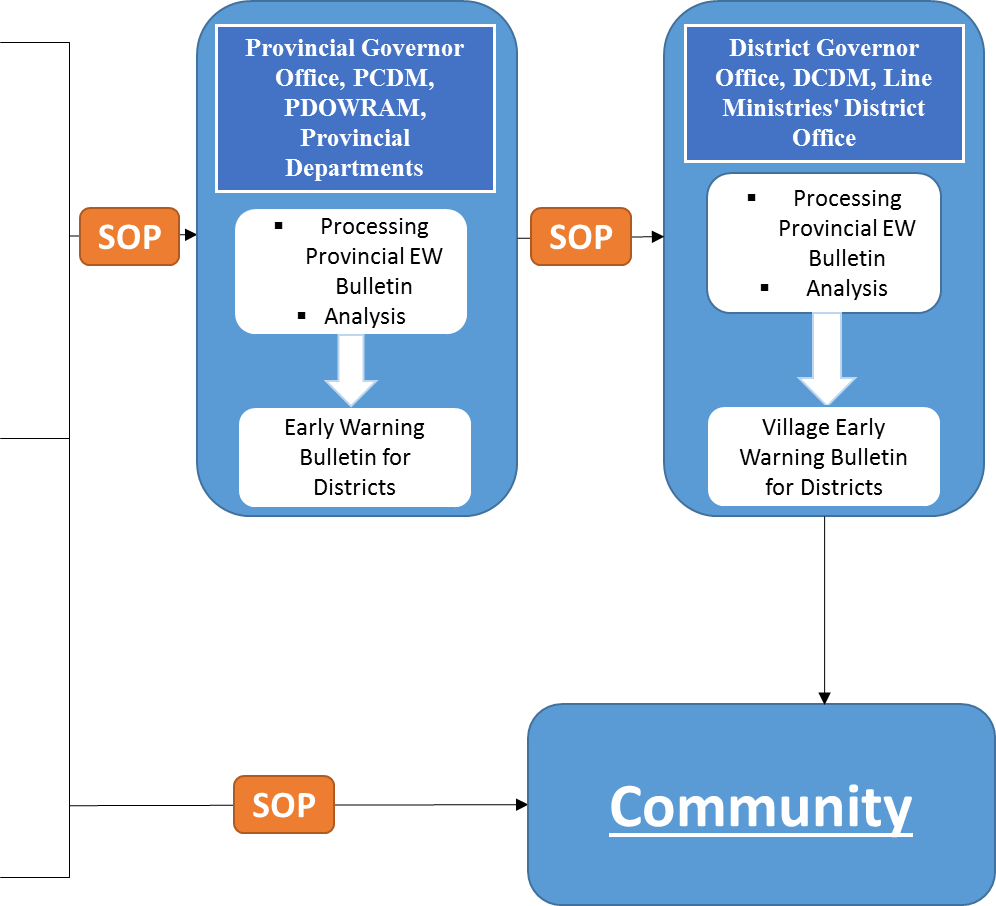 Provincial Governor
Office, PCDM,
PDOWRAM,
Provincial
Departments
▪ Processing
Provincial EW
Bulletin
▪ Analysis
Early Warning
Bulletin for
Districts
SOP
SOP
District Governor
Office, DCDM, Line
Ministries' District
Office
▪ Processing
Provincial EW
Bulletin
▪ Analysis
Village Early
Warning Bulletin
for Districts
SOP
Community